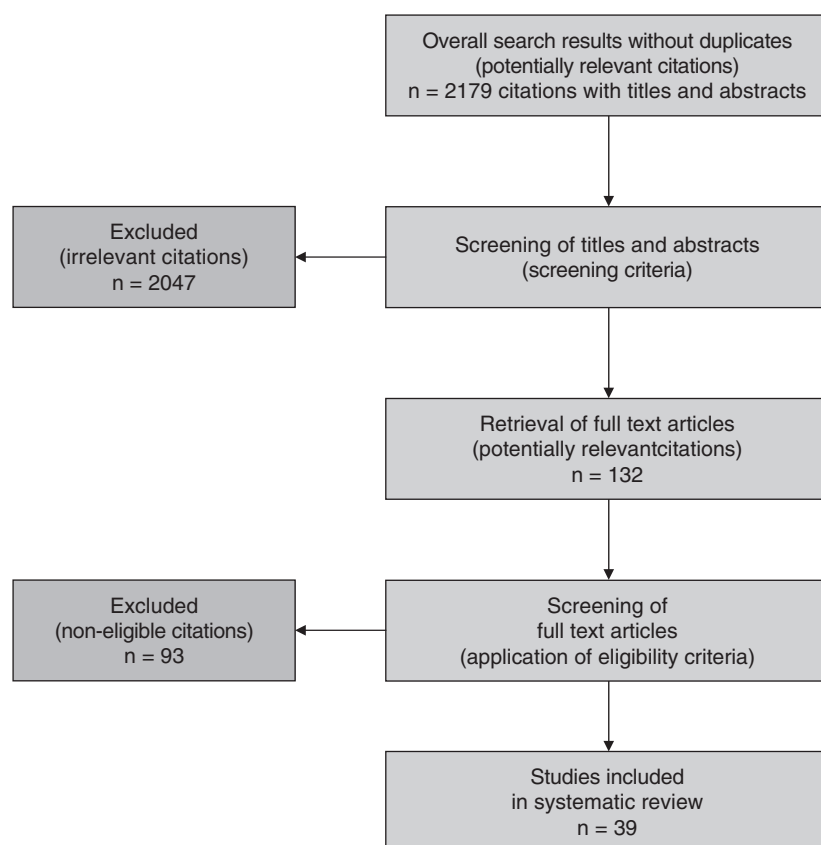 Overall search results without duplicates
(potentially relevant citations)
n = 2179 citations with titles and abstracts
Excluded
(irrelevant citations)
n = 2047
Screening of titles and abstracts
(screening criteria)
Retrieval of full text articles
(potentially relevantcitations)
n = 132
Excluded
(non-eligible citations)
n = 93
Screening of
full text articles
(application of eligibility criteria)
Studies included
in systematic review
n = 39